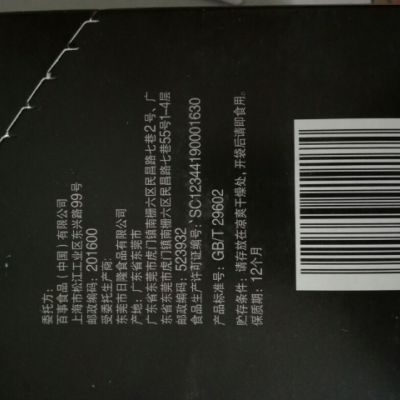 委托方：
百事食品（中国）有限公司
上海市松江工业区东兴路99号
邮政编码：201600
受委托生产商：
东莞市日隆食品有限公司
产地：广东省东莞市
广东省东莞市虎门镇南栅六区民昌路七巷2号、广
东省东莞市虎门镇南栅六区民昌路七巷55号1-4层
邮政编码：523932
食品生产许可证编号：SC12344190001630
产品标准号：GB/T 29602
贮存条件：请存放在凉爽干燥处，开袋后请即食用。
保质期：12个月